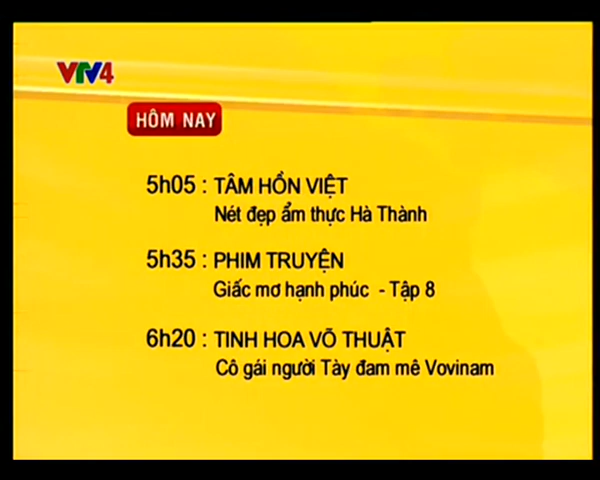 VTV4
HÔM NAY
5h05 : TÂM HỒN VIỆT
Nét đẹp ẩm thực Hà Thành
5h35 : PHIM TRUYỆN
Giấc mơ hạnh phúc - Tập 8
6h20 : TINH HOA VÕ THUẬT
Cô gái người Tày đam mê Vovinam